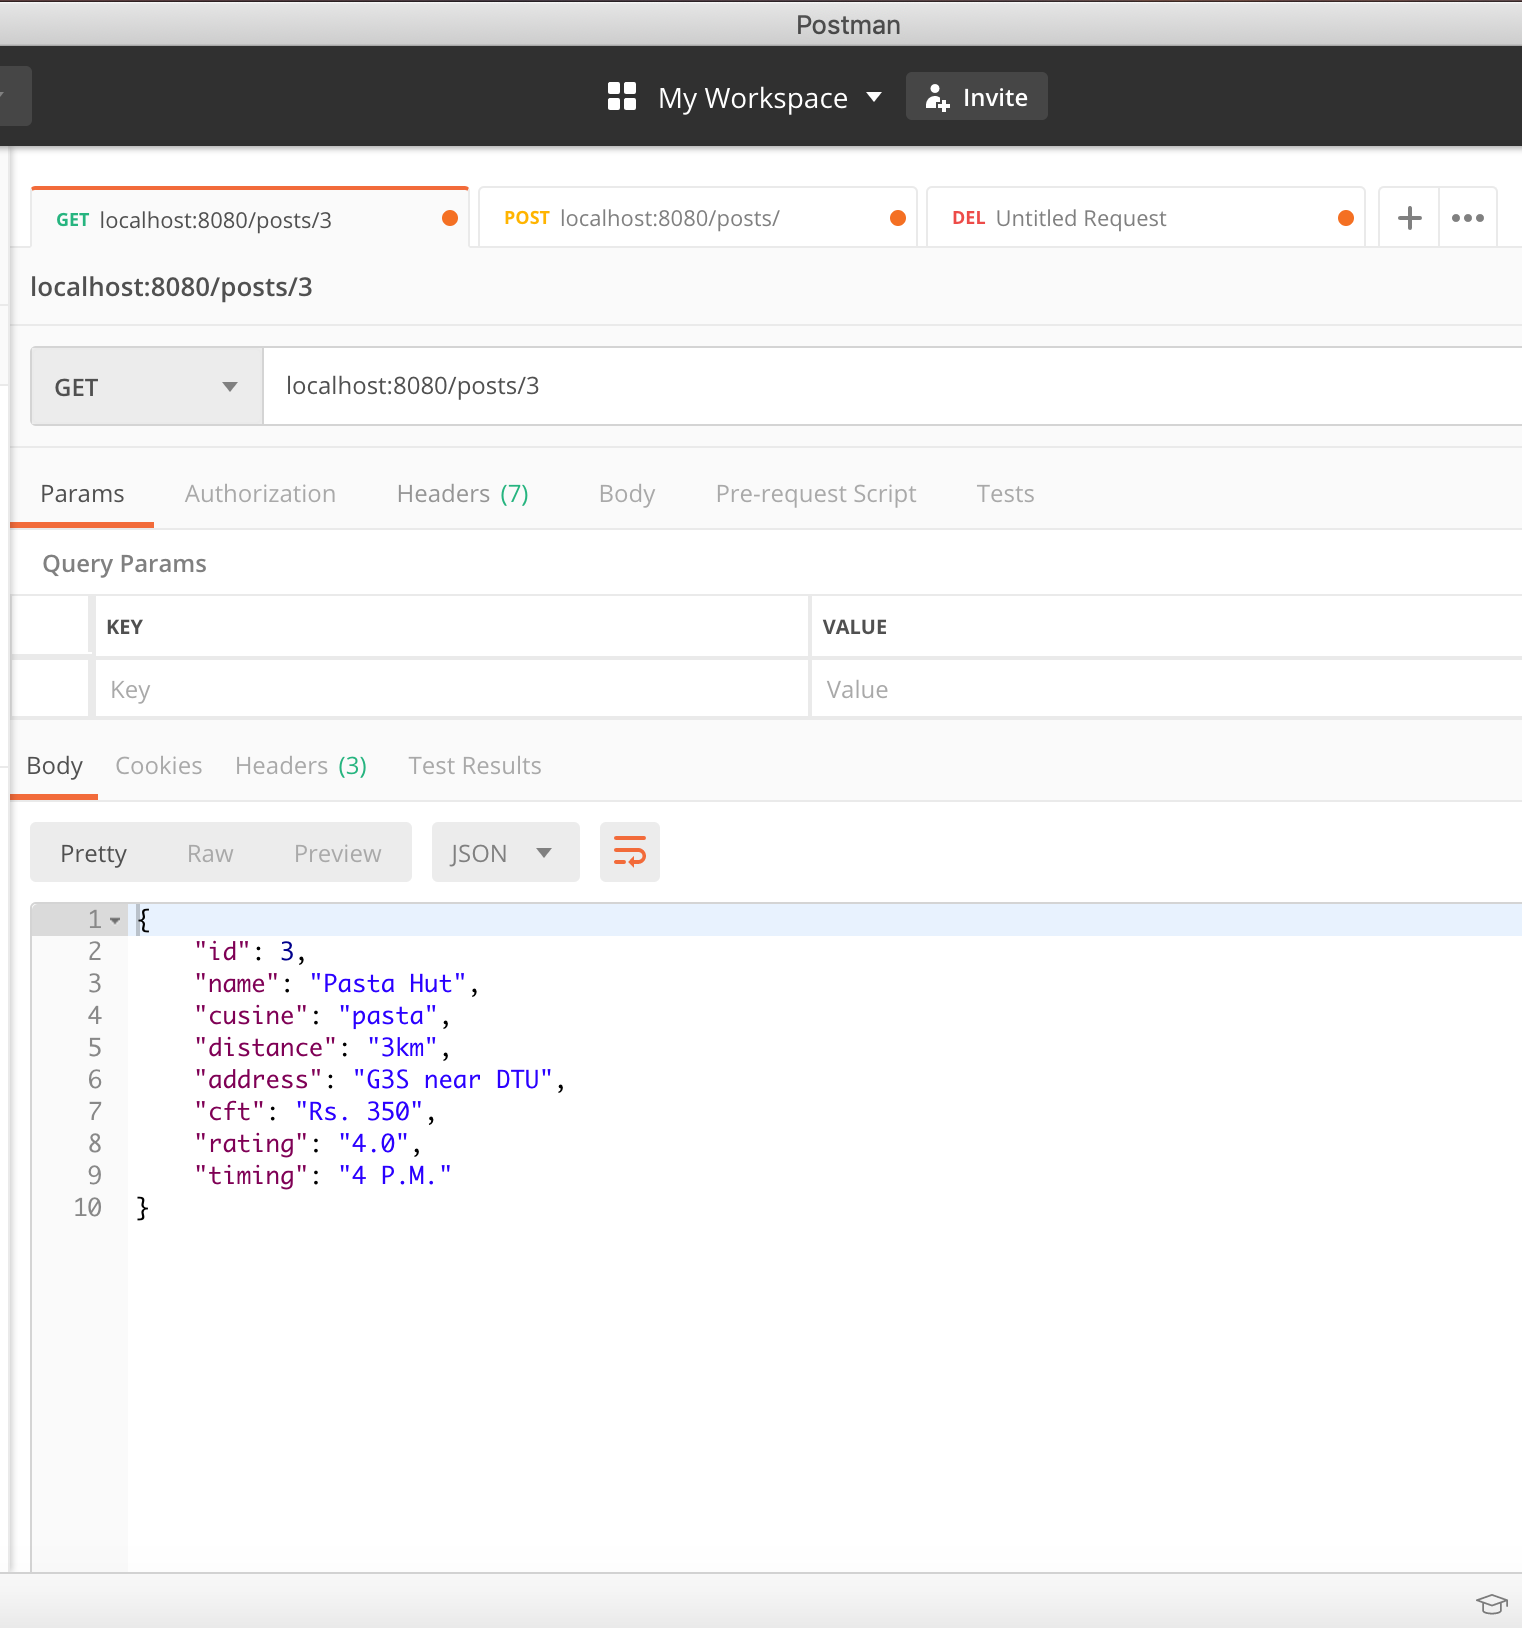 Postman
My Workspace Invite
GET localhost:8080/posts/3 POST localhost:8080/posts/ DEL Untitled Request
localhost:8080/posts/3
GET localhost:8080/posts/3
Params Authorization Headers (7) Body Pre-request Script Tests
Query Params
KEY VALUE
Key Value
Body Cookies Headers (3) Test Results
Pretty Raw Preview JSON
1 {
2 "id": 3,
3 "name": "Pasta Hut",
4 "cusine": "pasta",
5 "distance": "3km",
6 "address": "G3S near DTU",
7 "cft": "Rs. 350",
8 "rating": "4.0",
9 "timing": "4 P.M."
10 }